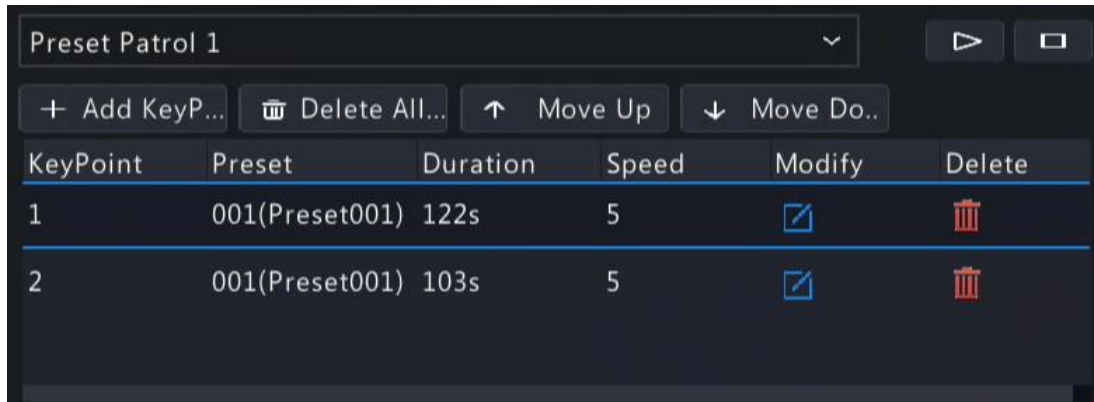 Preset Patrol 1
+ Add KeyP... Delete All... ↑ Move Up ↓ Move Do..
KeyPoint Preset Duration Speed Modify Delete
1 001(Preset001) 122s 5
2 001(Preset001) 103s 5